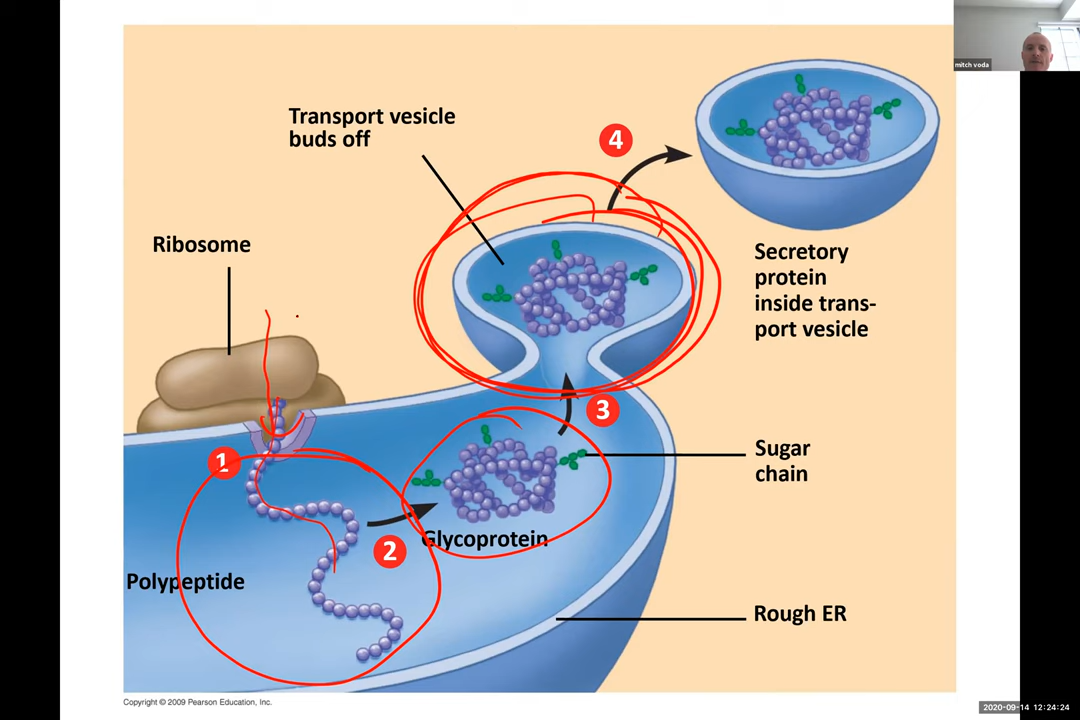 mitch voda
Transport vesicle
buds off
4
Ribosome
Secretory
protein
inside trans-
port vesicle
3
Sugar
chain
1
Glycoprotein
2
Polypeptide
Rough ER
Copyright © 2009 Pearson Education, Inc.
2020-09-14 12:24:24